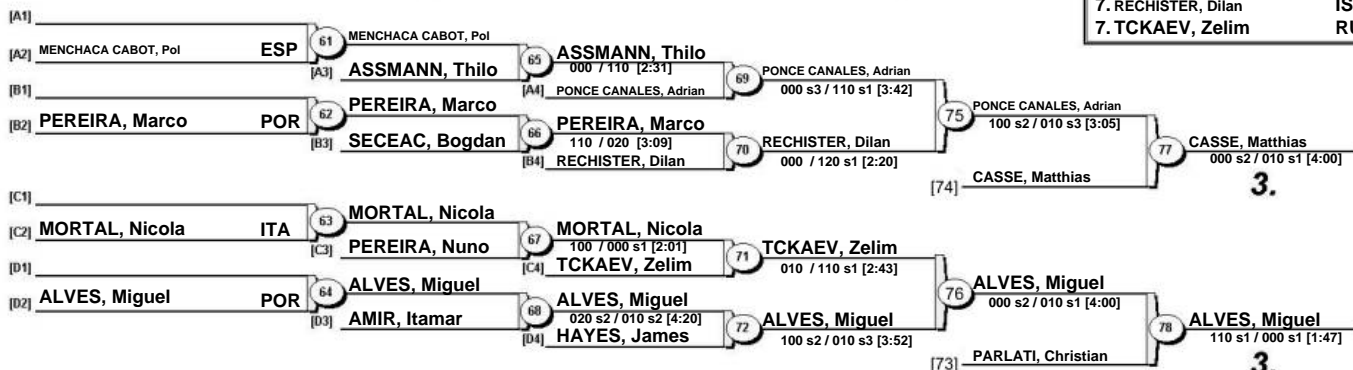 7. RECHISTER, Dilan IS
7. TCKAEV, Zelim RU
[A1]
[A2] MENCHACA CABOT, Pol ESP
61
MENCHACA CABOT, Pol
[A3] ASSMANN, Thilo
65
ASSMANN, Thilo
000 / 110 [2:31]
[A4] PONCE CANALES, Adrian
69
PONCE CANALES, Adrian
000 s3 / 110 s1 [3:42]
[B1]
[B2] PEREIRA, Marco POR
62
PEREIRA, Marco
[B3] SECEAC, Bogdan
66
PEREIRA, Marco
110 / 020 [3:09]
[B4] RECHISTER, Dilan
70
RECHISTER, Dilan
000 / 120 s1 [2:20]
75
PONCE CANALES, Adrian
100 s2 / 010 s3 [3:05]
[74] CASSE, Matthias
77
CASSE, Matthias
000 s2 / 010 s1 [4:00]
3.
[C1]
[C2] MORTAL, Nicola ITA
63
MORTAL, Nicola
[C3] PEREIRA, Nuno
67
MORTAL, Nicola
100 / 000 s1 [2:01]
[C4] TCKAEV, Zelim
71
TCKAEV, Zelim
010 / 110 s1 [2:43]
[D1]
[D2] ALVES, Miguel POR
64
ALVES, Miguel
[D3] AMIR, Itamar
68
ALVES, Miguel
020 s2 / 010 s2 [4:20]
[D4] HAYES, James
72
ALVES, Miguel
100 s2 / 010 s3 [3:52]
76
ALVES, Miguel
000 s2 / 010 s1 [4:00]
[73] PARLATI, Christian
78
ALVES, Miguel
110 s1 / 000 s1 [1:47]
3.